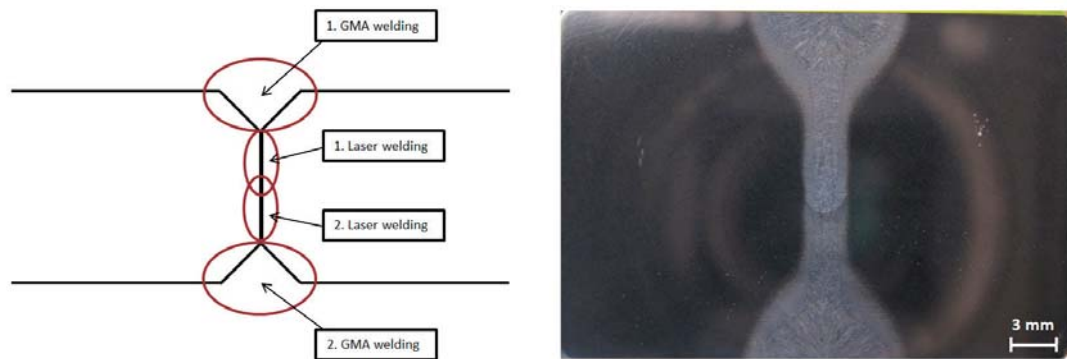 1. GMA welding
1. Laser welding
2. Laser welding
2. GMA welding
3 mm